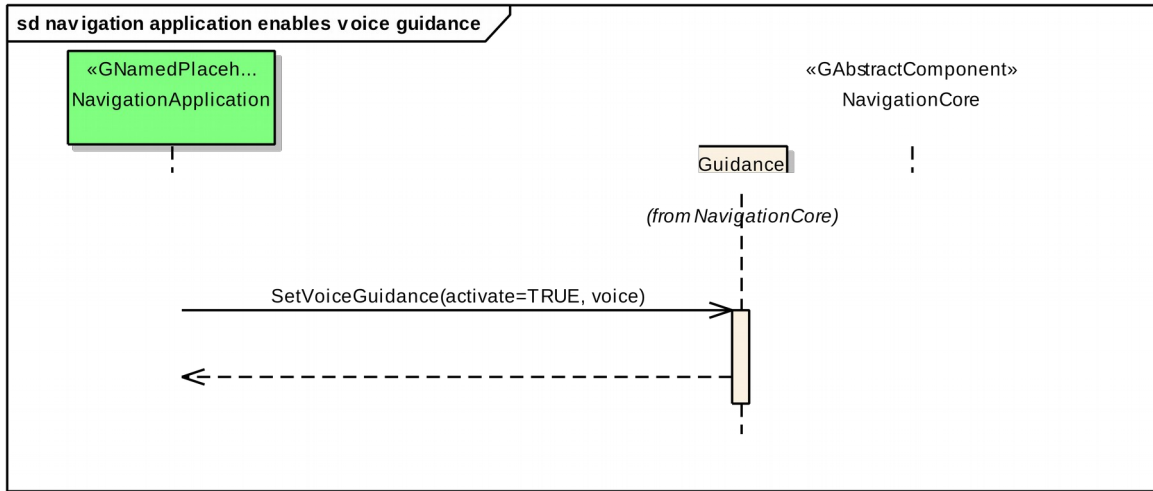 sd navigation application enables voice guidance
«GNamedPlaceh...
NavigationApplication
«GAbstractComponent»
NavigationCore
Guidance
(from NavigationCore)
SetVoiceGuidance(activate=TRUE, voice)